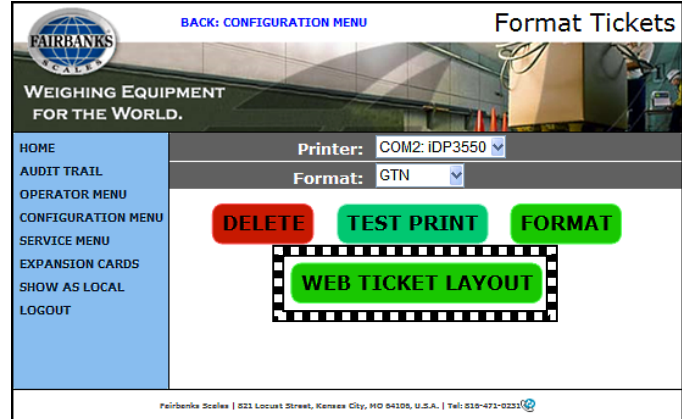 BACK: CONFIGURATION MENU
Format Tickets
FAIRBANKS
SCALES
WEIGHING EQUIPMENT
FOR THE WORLD.
HOME
AUDIT TRAIL
OPERATOR MENU
CONFIGURATION MENU
SERVICE MENU
EXPANSION CARDS
SHOW AS LOCAL
LOGOUT
Printer: COM2: iDP3550
Format: GTN
DELETE TEST PRINT FORMAT
WEB TICKET LAYOUT
Fairbanks Scales | 821 Locust Street, Kansas City, MO 64106, U.S.A. | Tel: 816-471-0231